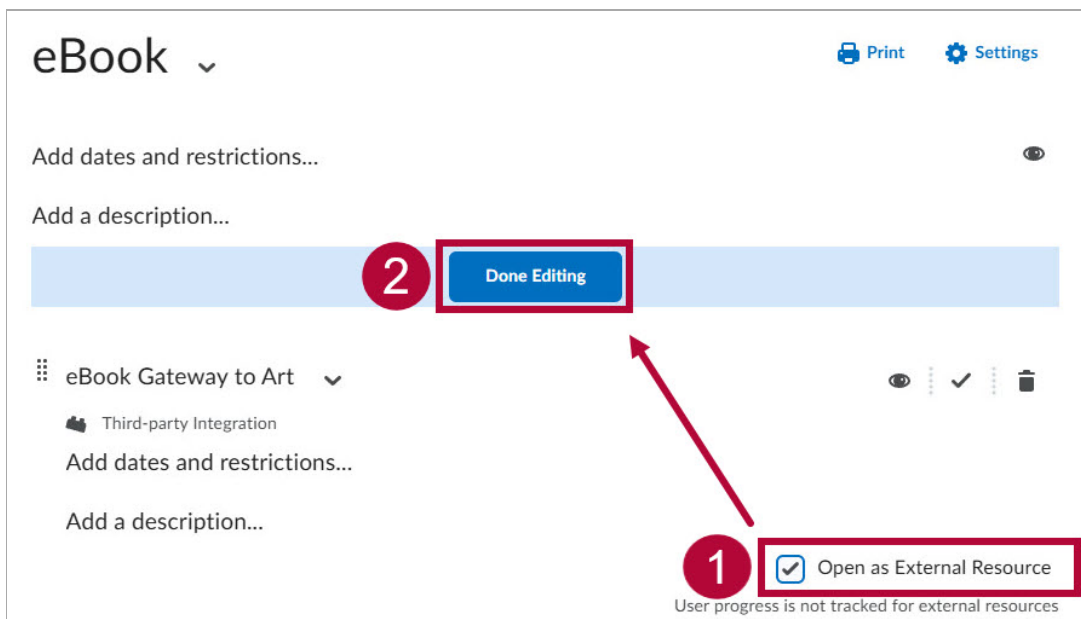 eBook
Print
Settings
Add dates and restrictions...
Add a description...
2
Done Editing
eBook Gateway to Art
Third-party Integration
Add dates and restrictions...
Add a description...
1
Open as External Resource
User progress is not tracked for external resources